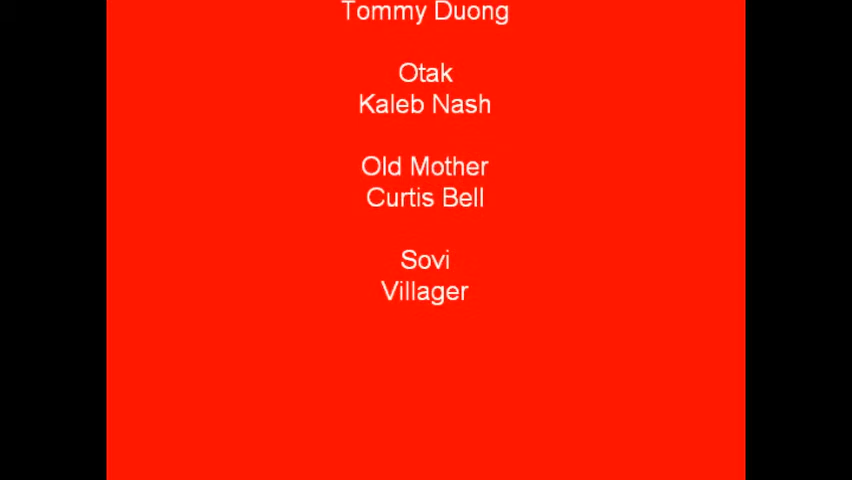 Tommy Duong
Otak
Kaleb Nash
Old Mother
Curtis Bell
Sovi
Villager